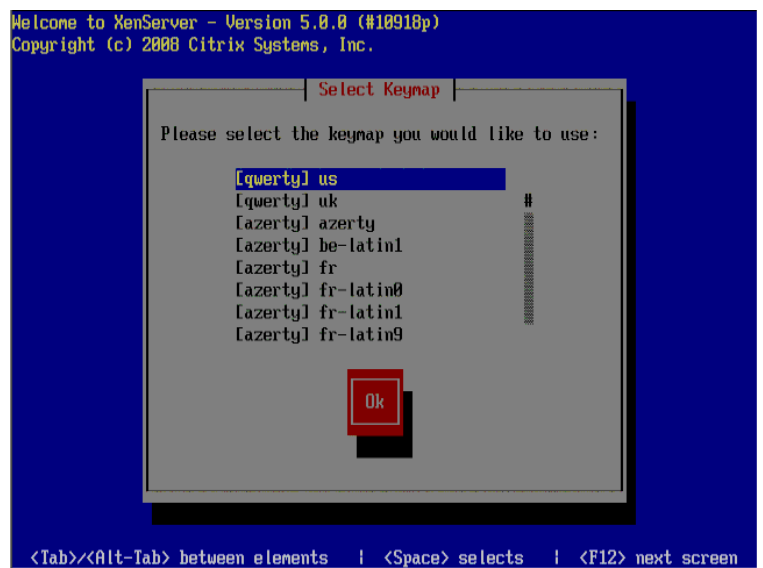 Welcome to XenServer - Version 5.0.0 (#10918p)
Copyright (c) 2008 Citrix Systems, Inc.
Select Keymap
Please select the keymap you would like to use:
[qwerty] us
[qwerty] uk
[azerty] azerty
[azerty] be-latin1
[azerty] fr
[azerty] fr-latin0
[azerty] fr-latin1
[azerty] fr-latin9
Ok
<Tab>/<Alt-Tab> between elements | <Space> selects | <F12> next screen